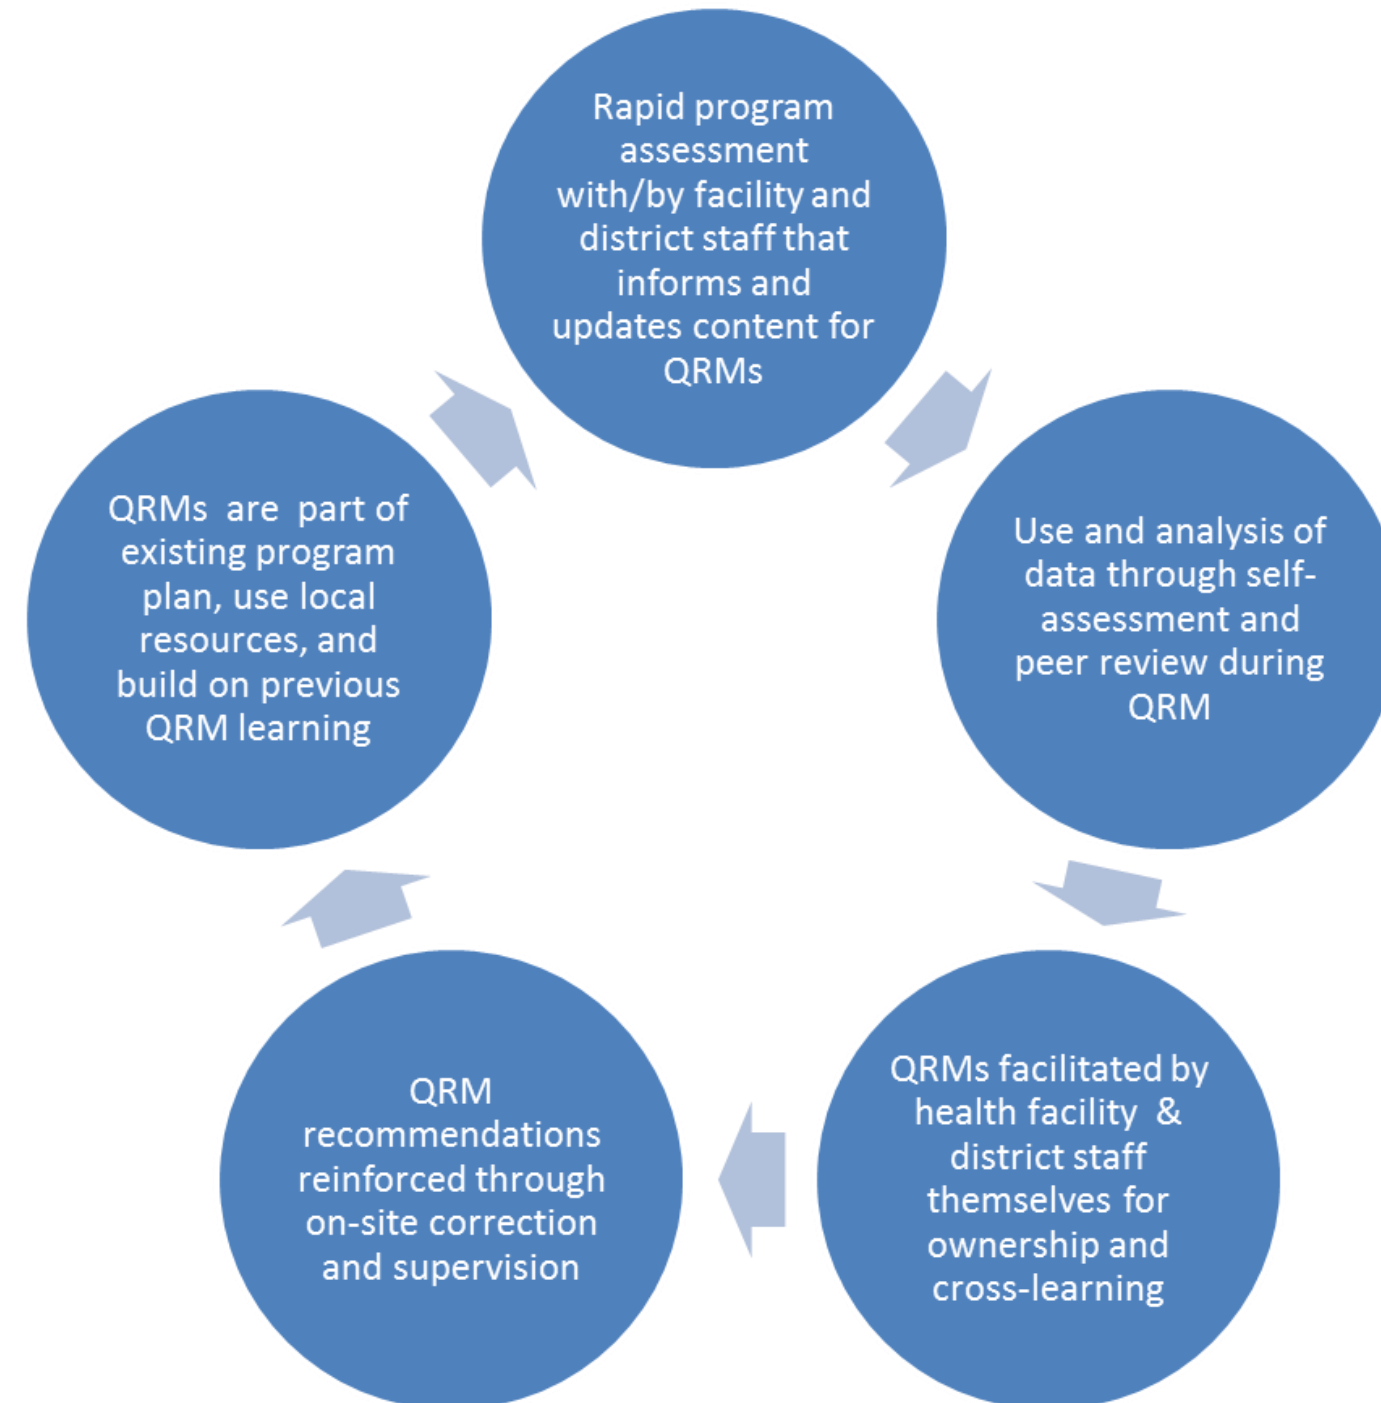 Rapid program
assessment
with/by facility and
district staff that
informs and
updates content for
QRMs
Use and analysis of
data through self-
assessment and
peer review during
QRM
QRMs facilitated by
health facility &
district staff
themselves for
ownership and
cross-learning
QRM
recommendations
reinforced through
on-site correction
and supervision
QRMs are part of
existing program
plan, use local
resources, and
build on previous
QRM learning